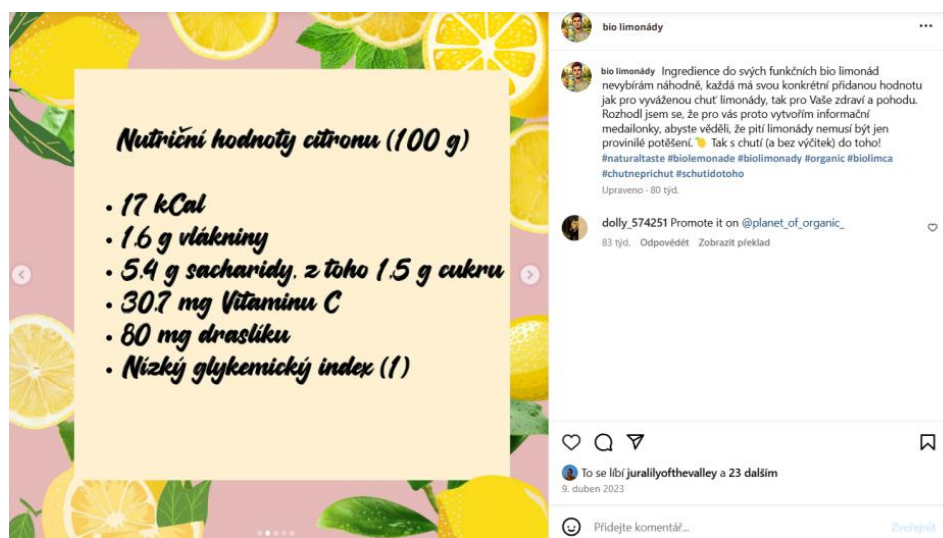 Nutriční hodnoty citronu (100 g)
• 17 kCal
• 1.6 g vlákniny
• 5.4 g sacharidy, z toho 1.5 g cukru
• 30.7 mg Vitaminu C
• 80 mg draslíku
• Nízký glykemický index (1)
bio limonády
bio limonády Ingredience do svých funkčních bio limonád
nevybírám náhodně, každá má svou konkrétní přidanou hodnotu
jak pro vyváženou chuť limonády, tak pro Vaše zdraví a pohodu.
Rozhodl jsem se, že pro vás proto vytvořím informační
medailonky, abyste věděli, že pití limonády nemusí být jen
provinilé potěšení. 🍋 Tak s chutí (a bez výčitek) do toho!
#naturaltaste #biolemonade #biolimonady #organic #biolimca
#chutneprichut #schutidotoho
Upraveno · 80 týd.
dolly_574251 Promote it on @planet_of_organic_
83 týd. Odpovědět Zobrazit překlad
To se líbí juralilyofthevalley a 23 dalším
9. duben 2023
Přidejte komentář...
Zveřejnit